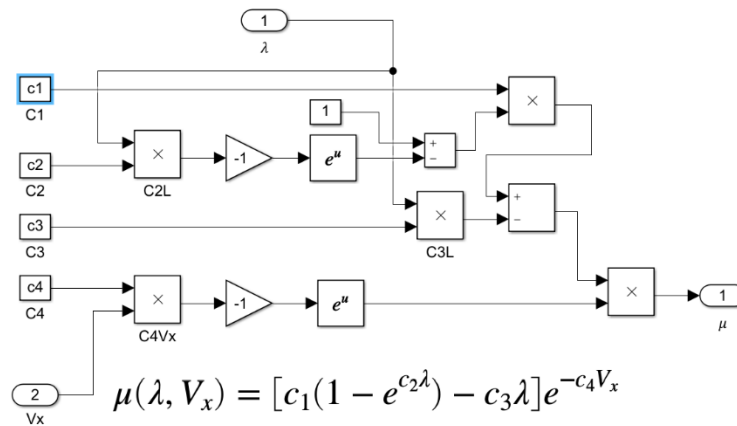 1
λ
c1
C1
1
×
+
−
c2
C2
×
C2L
-1
e^u
+
−
c3
C3
×
C3L
c4
C4
×
C4Vx
-1
e^u
×
1
μ
2
Vx
μ(λ, V_x) = [c_1(1 − e^{c_2λ}) − c_3λ]e^{−c_4V_x}